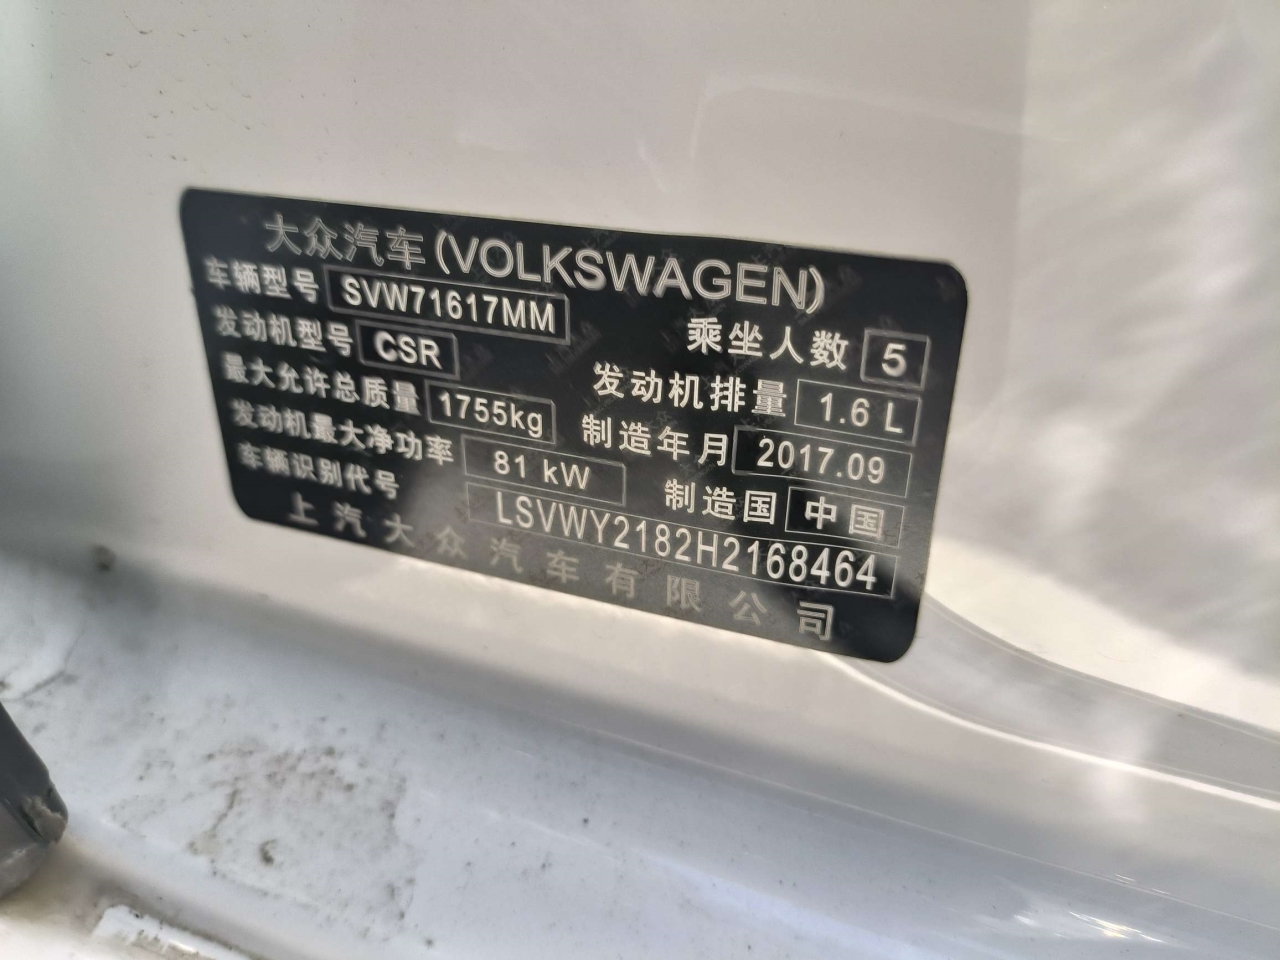 大众汽车(VOLKSWAGEN)
车辆型号 SVW71617MM 乘坐人数 5
发动机型号 CSR 发动机排量 1.6 L
最大允许总质量 1755kg 制造年月 2017.09
发动机最大净功率 81 kW 制造国 中国
车辆识别代号 LSVWY2182H2168464
上汽大众汽车有限公司